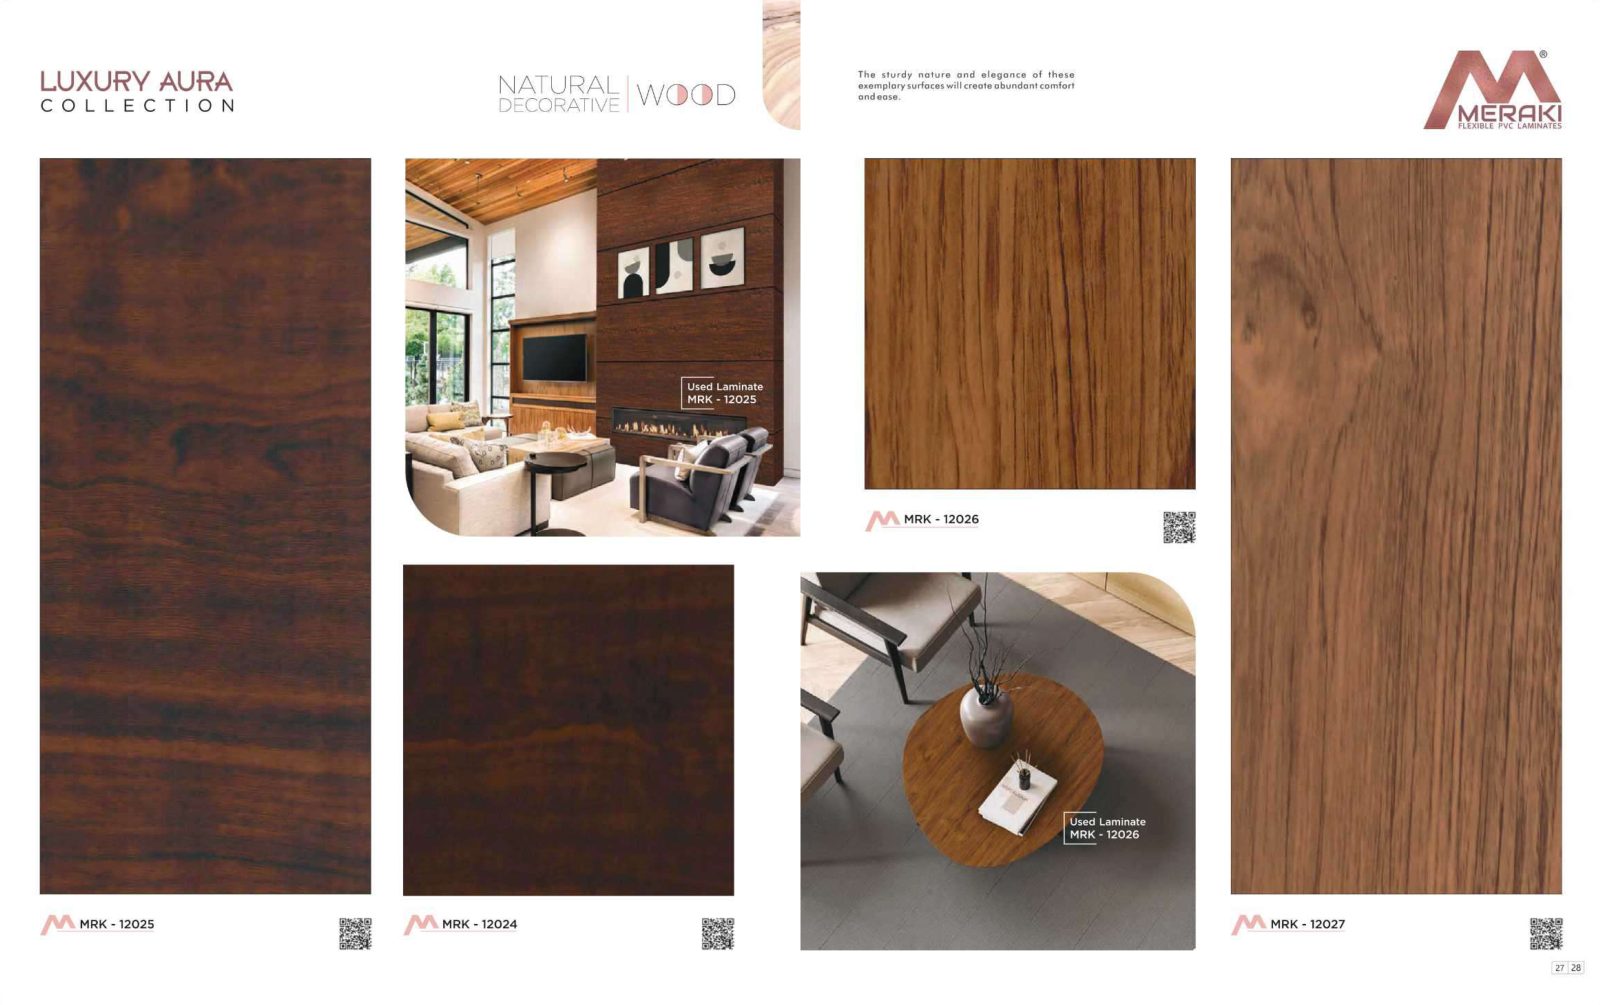 LUXURY AURA
COLLECTION
NATURAL
DECORATIVE
WOOD
The sturdy nature and elegance of these
exemplary surfaces will create abundant comfort
and ease.
®
MERAKI
FLEXIBLE PVC LAMINATES
Used Laminate
MRK - 12025
MRK - 12026
Used Laminate
MRK - 12026
MRK - 12025
MRK - 12024
MRK - 12027
27 28